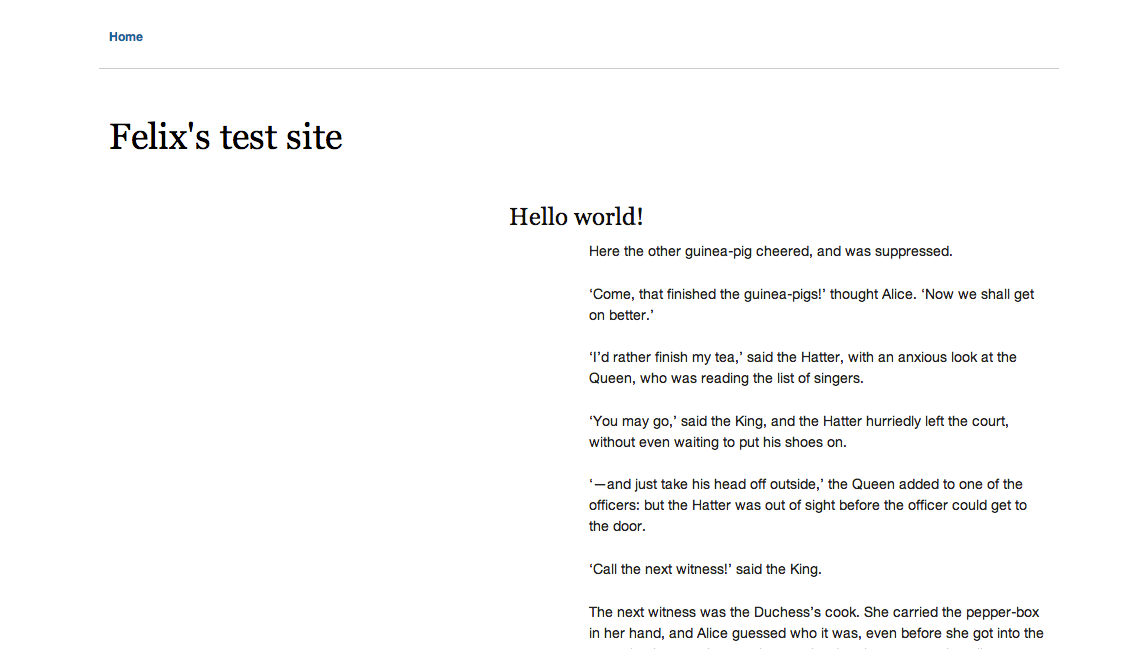 Home
Felix's test site
Hello world!
Here the other guinea-pig cheered, and was suppressed.
‘Come, that finished the guinea-pigs!’ thought Alice. ‘Now we shall get
on better.’
‘I’d rather finish my tea,’ said the Hatter, with an anxious look at the
Queen, who was reading the list of singers.
‘You may go,’ said the King, and the Hatter hurriedly left the court,
without even waiting to put his shoes on.
‘—and just take his head off outside,’ the Queen added to one of the
officers: but the Hatter was out of sight before the officer could get to
the door.
‘Call the next witness!’ said the King.
The next witness was the Duchess’s cook. She carried the pepper-box
in her hand, and Alice guessed who it was, even before she got into the